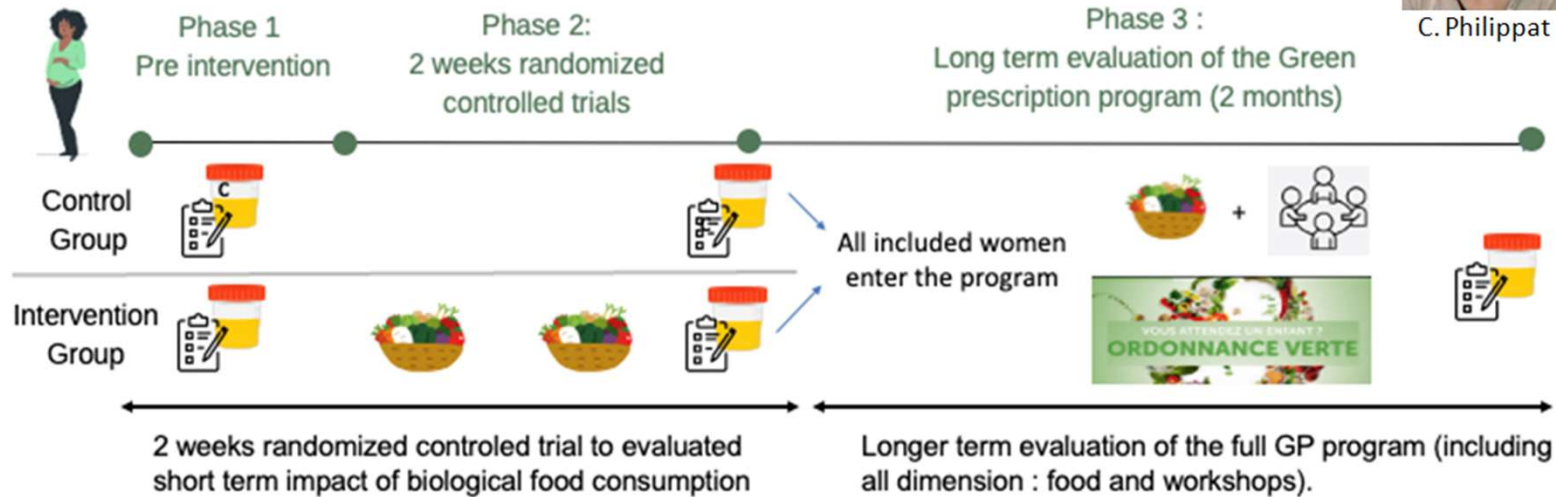 C. Philippat
Phase 1
Pre intervention
Phase 2:
2 weeks randomized
controlled trials
Phase 3 :
Long term evaluation of the Green
prescription program (2 months)
Control
Group
C
All included women
enter the program
+
Intervention
Group
VOUS ATTENDEZ UN ENFANT ?
ORDONNANCE VERTE
2 weeks randomized controled trial to evaluated
short term impact of biological food consumption
Longer term evaluation of the full GP program (including
all dimension : food and workshops).